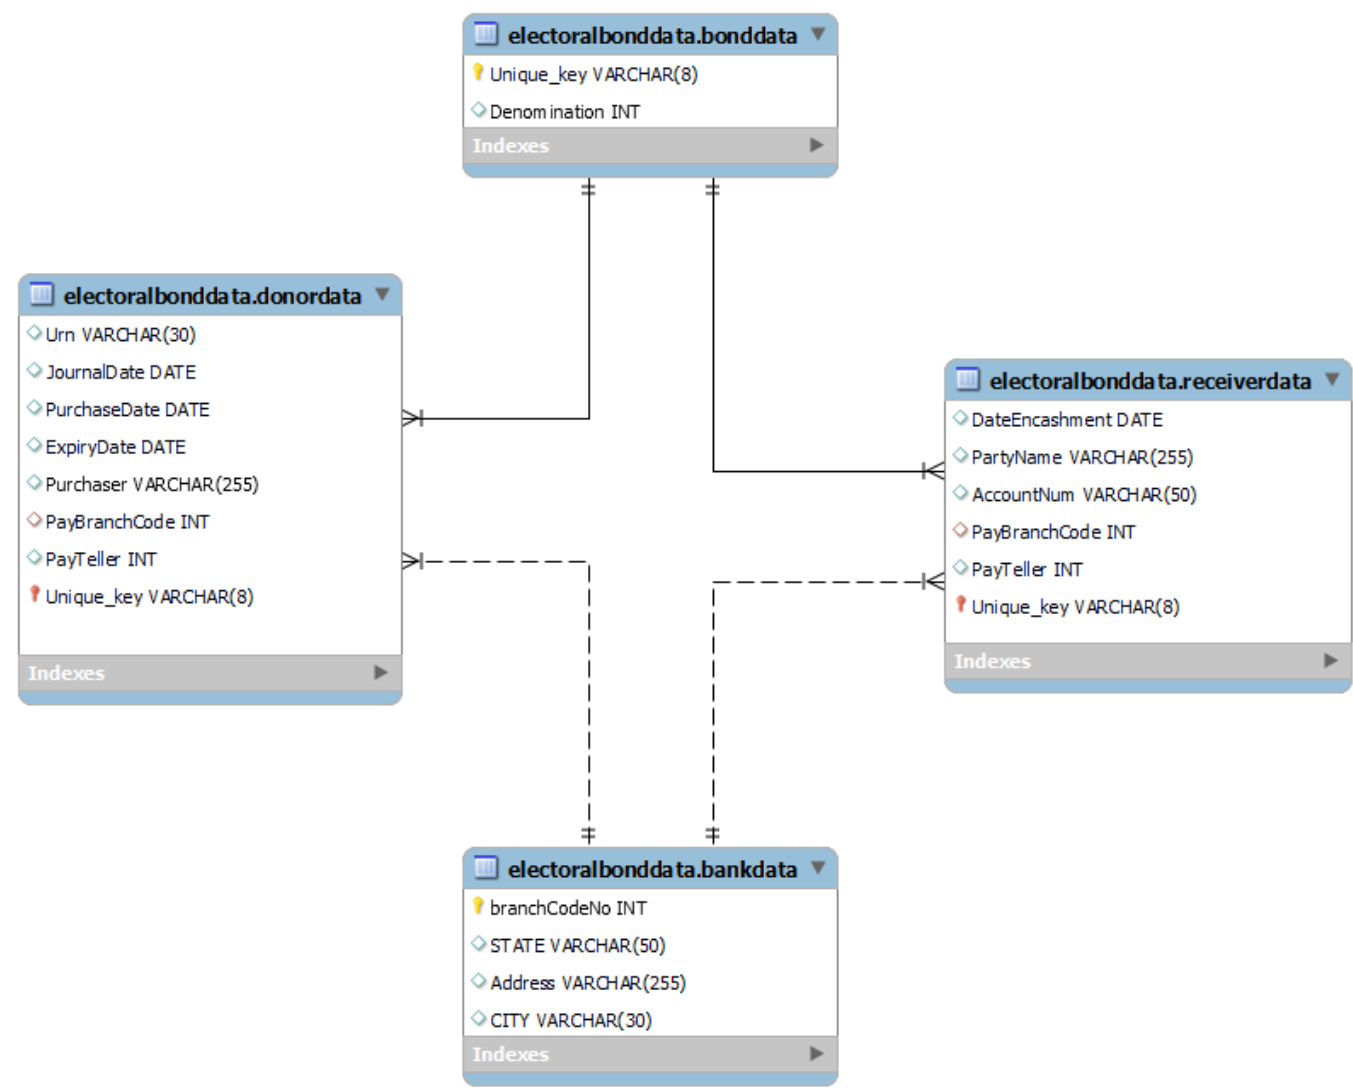 electoralbonddata.bonddata
Unique_key VARCHAR(8)
Denomination INT
Indexes
electoralbonddata.donordata
Urn VARCHAR(30)
JournalDate DATE
PurchaseDate DATE
ExpiryDate DATE
Purchaser VARCHAR(255)
PayBranchCode INT
PayTeller INT
Unique_key VARCHAR(8)
Indexes
electoralbonddata.receiverdata
DateEncashment DATE
PartyName VARCHAR(255)
AccountNum VARCHAR(50)
PayBranchCode INT
PayTeller INT
Unique_key VARCHAR(8)
Indexes
electoralbonddata.bankdata
branchCodeNo INT
STATE VARCHAR(50)
Address VARCHAR(255)
CITY VARCHAR(30)
Indexes